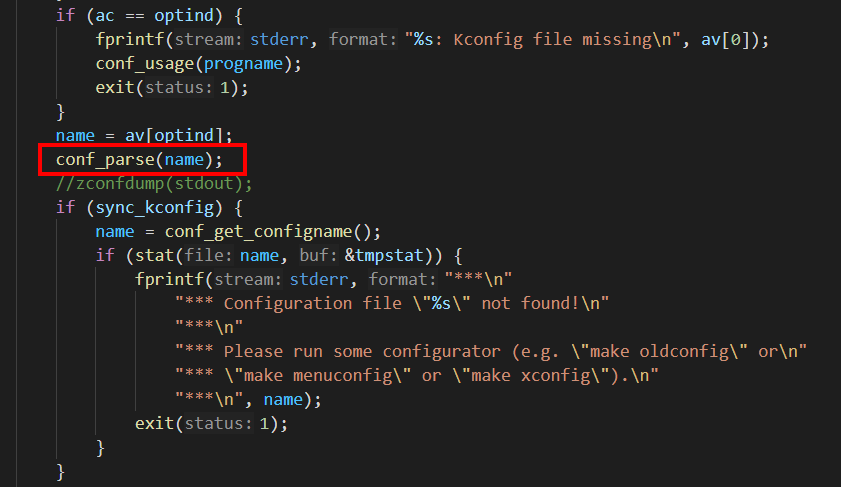 if (ac == optind) {
fprintf(stream: stderr, format: "%s: Kconfig file missing\n", av[0]);
conf_usage(progname);
exit(status: 1);
}
name = av[optind];
conf_parse(name);
//zconfdump(stdout);
if (sync_kconfig) {
name = conf_get_configname();
if (stat(file: name, buf: &tmpstat)) {
fprintf(stream: stderr, format: "***\n"
"*** Configuration file \"%s\" not found!\n"
"***\n"
"*** Please run some configurator (e.g. \"make oldconfig\" or\n"
"*** \"make menuconfig\" or \"make xconfig\").\n"
"***\n", name);
exit(status: 1);
}
}